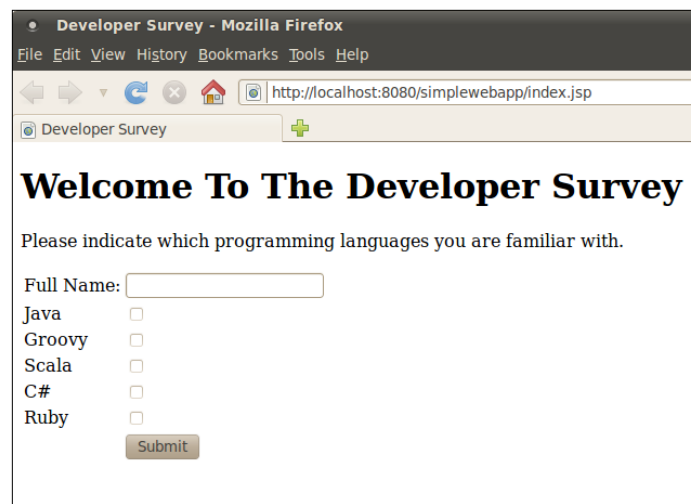 Developer Survey - Mozilla Firefox
File Edit View History Bookmarks Tools Help
http://localhost:8080/simplewebapp/index.jsp
Developer Survey
Welcome To The Developer Survey
Please indicate which programming languages you are familiar with.
Full Name:
Java
Groovy
Scala
C#
Ruby
Submit